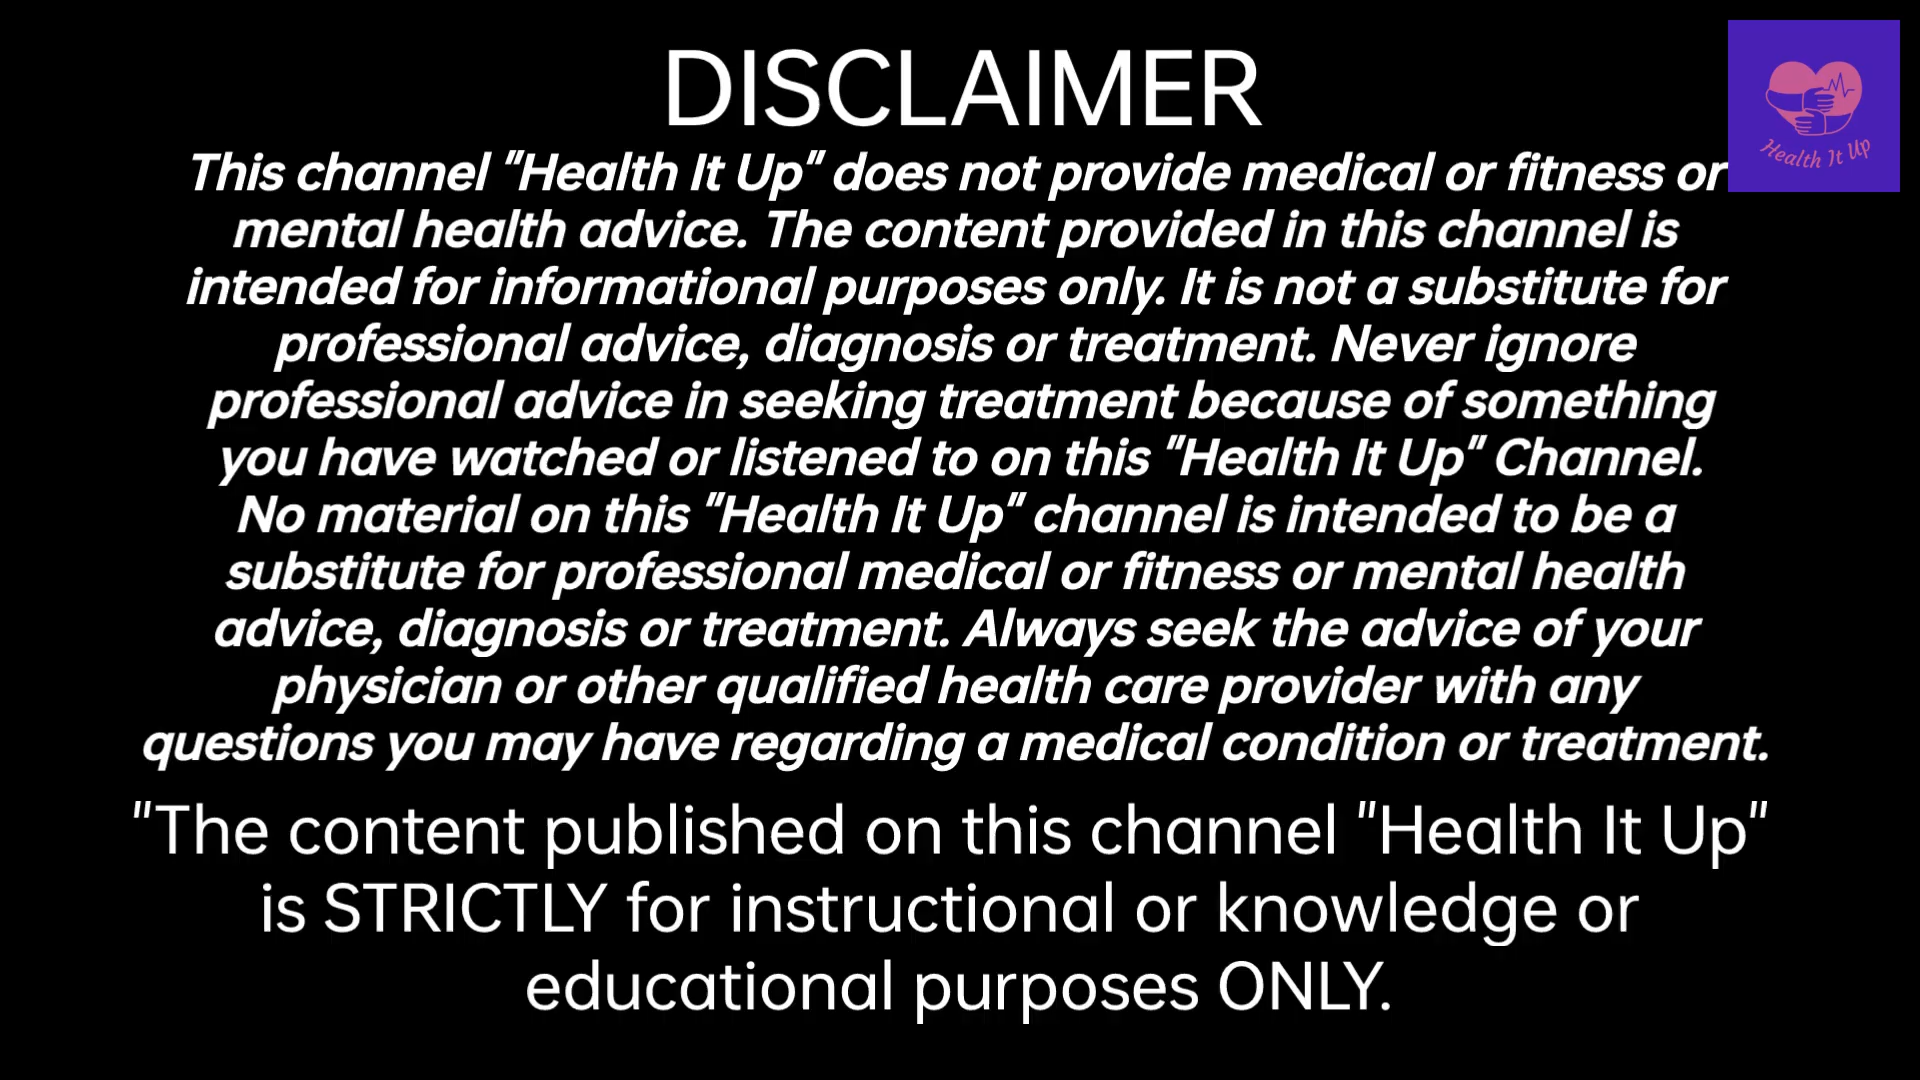 DISCLAIMER
Health It Up
This channel "Health It Up" does not provide medical or fitness or
mental health advice. The content provided in this channel is
intended for informational purposes only. It is not a substitute for
professional advice, diagnosis or treatment. Never ignore
professional advice in seeking treatment because of something
you have watched or listened to on this "Health It Up" Channel.
No material on this "Health It Up" channel is intended to be a
substitute for professional medical or fitness or mental health
advice, diagnosis or treatment. Always seek the advice of your
physician or other qualified health care provider with any
questions you may have regarding a medical condition or treatment.
"The content published on this channel "Health It Up"
is STRICTLY for instructional or knowledge or
educational purposes ONLY.